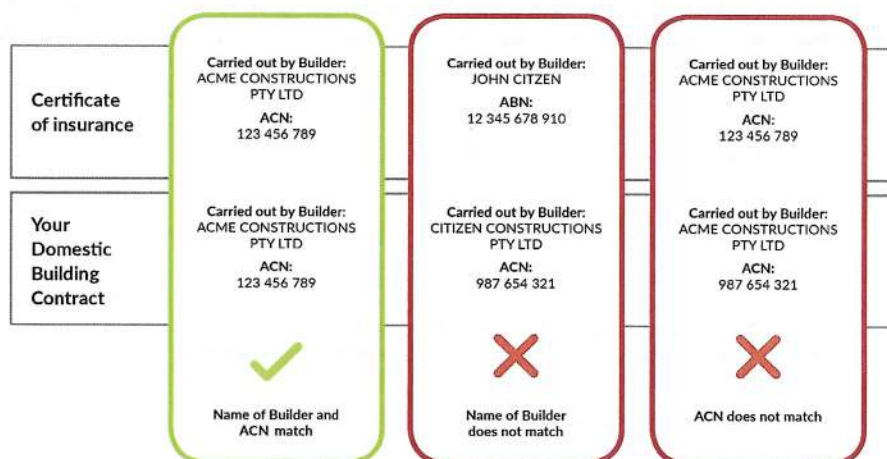 Certificate
of insurance
Carried out by Builder:
ACME CONSTRUCTIONS
PTY LTD
ACN:
123 456 789
Carried out by Builder:
JOHN CITZEN
ABN:
12 345 678 910
Carried out by Builder:
ACME CONSTRUCTIONS
PTY LTD
ACN:
123 456 789
Your
Domestic
Building
Contract
Carried out by Builder:
ACME CONSTRUCTIONS
PTY LTD
ACN:
123 456 789
Carried out by Builder:
CITIZEN CONSTRUCTIONS
PTY LTD
ACN:
987 654 321
Carried out by Builder:
ACME CONSTRUCTIONS
PTY LTD
ACN:
987 654 321
Name of Builder and
ACN match
Name of Builder
does not match
ACN does not match